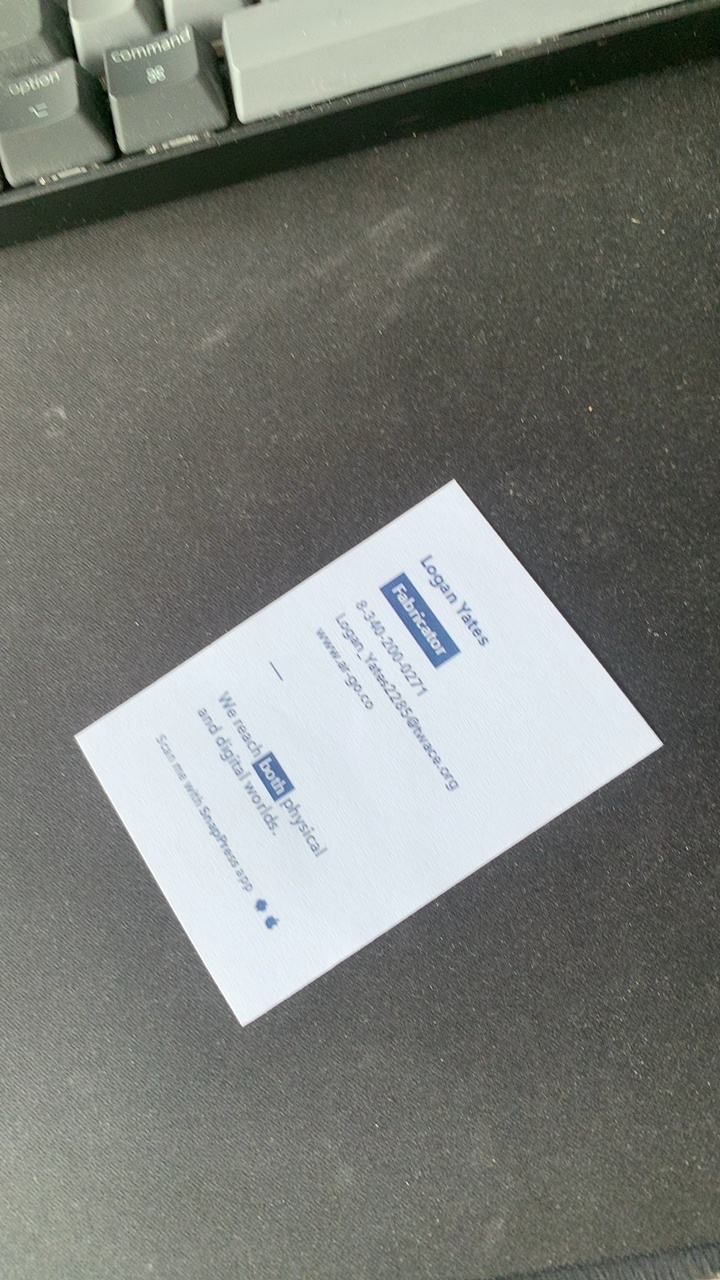 option
command
Logan Yates
Fabricator
8-340-200-0271
Logan_Yates2285@twace.org
www.ar-go.co
We reach both physical
and digital worlds.
Scan me with SnapPress app